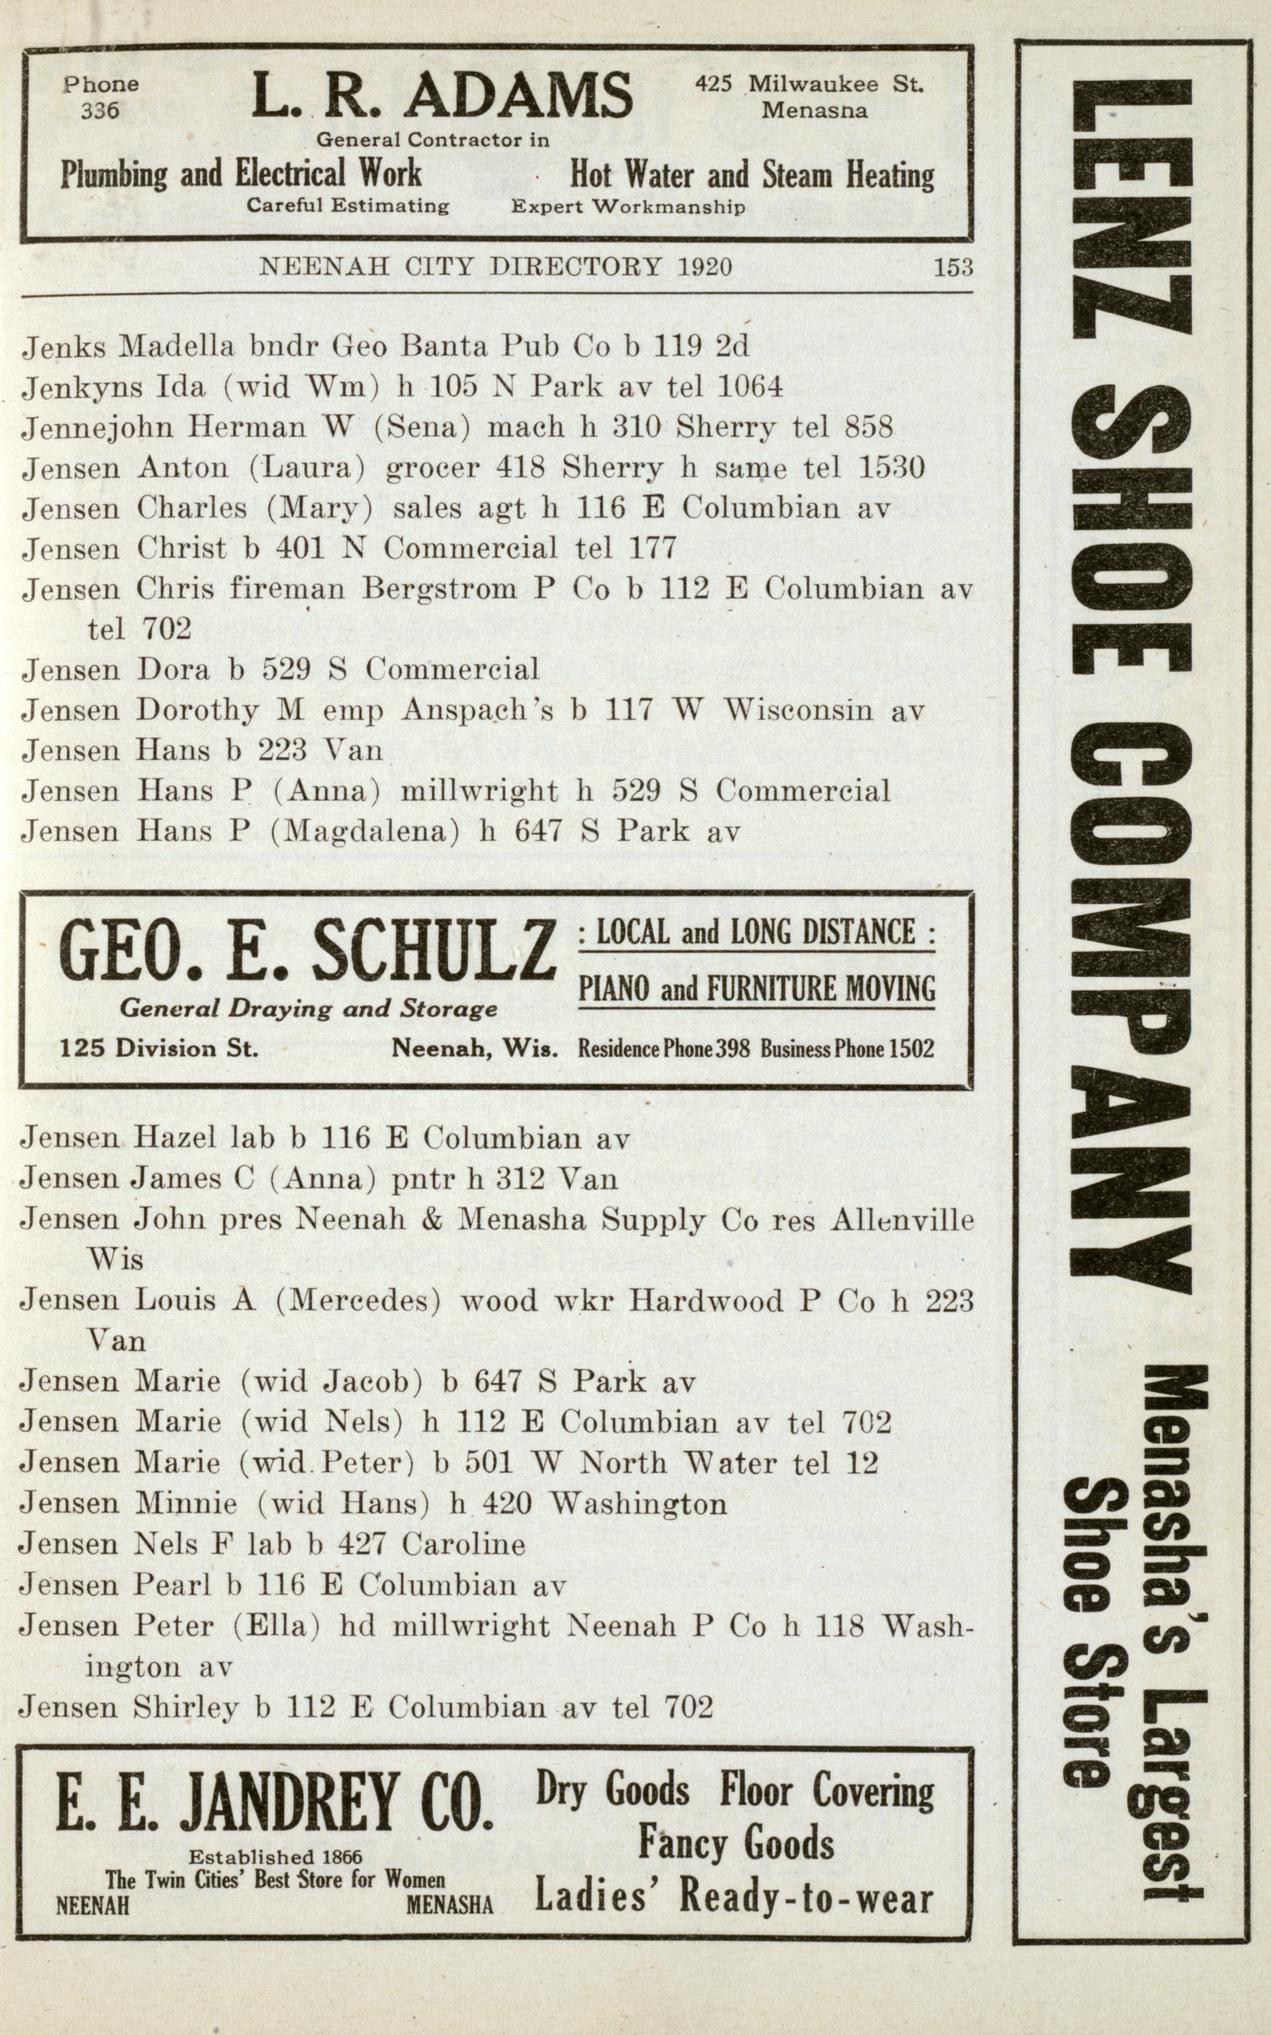 Phone
336
L. R. ADAMS
425 Milwaukee St.
Menasna
General Contractor in
Plumbing and Electrical Work Hot Water and Steam Heating
Careful Estimating Expert Workmanship
NEENAH CITY DIRECTORY 1920 153
Jenks Madella bndr Geo Banta Pub Co b 119 2d
Jenkyns Ida (wid Wm) h 105 N Park av tel 1064
Jennejohn Herman W (Sena) mach h 310 Sherry tel 858
Jensen Anton (Laura) grocer 418 Sherry h same tel 1530
Jensen Charles (Mary) sales agt h 116 E Columbian av
Jensen Christ b 401 N Commercial tel 177
Jensen Chris fireman Bergstrom P Co b 112 E Columbian av
tel 702
Jensen Dora b 529 S Commercial
Jensen Dorothy M emp Anspach's b 117 W Wisconsin av
Jensen Hans b 223 Van
Jensen Hans P (Anna) millwright h 529 S Commercial
Jensen Hans P (Magdalena) h 647 S Park av
GEO. E. SCHULZ
General Draying and Storage
125 Division St. Neenah, Wis.
: LOCAL and LONG DISTANCE :
PIANO and FURNITURE MOVING
Residence Phone 398 Business Phone 1502
Jensen Hazel lab b 116 E Columbian av
Jensen James C (Anna) pntr h 312 Van
Jensen John pres Neenah & Menasha Supply Co res Allenville
Wis
Jensen Louis A (Mercedes) wood wkr Hardwood P Co h 223
Van
Jensen Marie (wid Jacob) b 647 S Park av
Jensen Marie (wid Nels) h 112 E Columbian av tel 702
Jensen Marie (wid Peter) b 501 W North Water tel 12
Jensen Minnie (wid Hans) h 420 Washington
Jensen Nels F lab b 427 Caroline
Jensen Pearl b 116 E Columbian av
Jensen Peter (Ella) hd millwright Neenah P Co h 118 Wash-
ington av
Jensen Shirley b 112 E Columbian av tel 702
E. E. JANDREY CO.
Established 1866
The Twin Cities' Best Store for Women
NEENAH MENASHA
Dry Goods Floor Covering
Fancy Goods
Ladies' Ready-to-wear
LENZ SHOE COMPANY
Menasha's Largest
Shoe Store